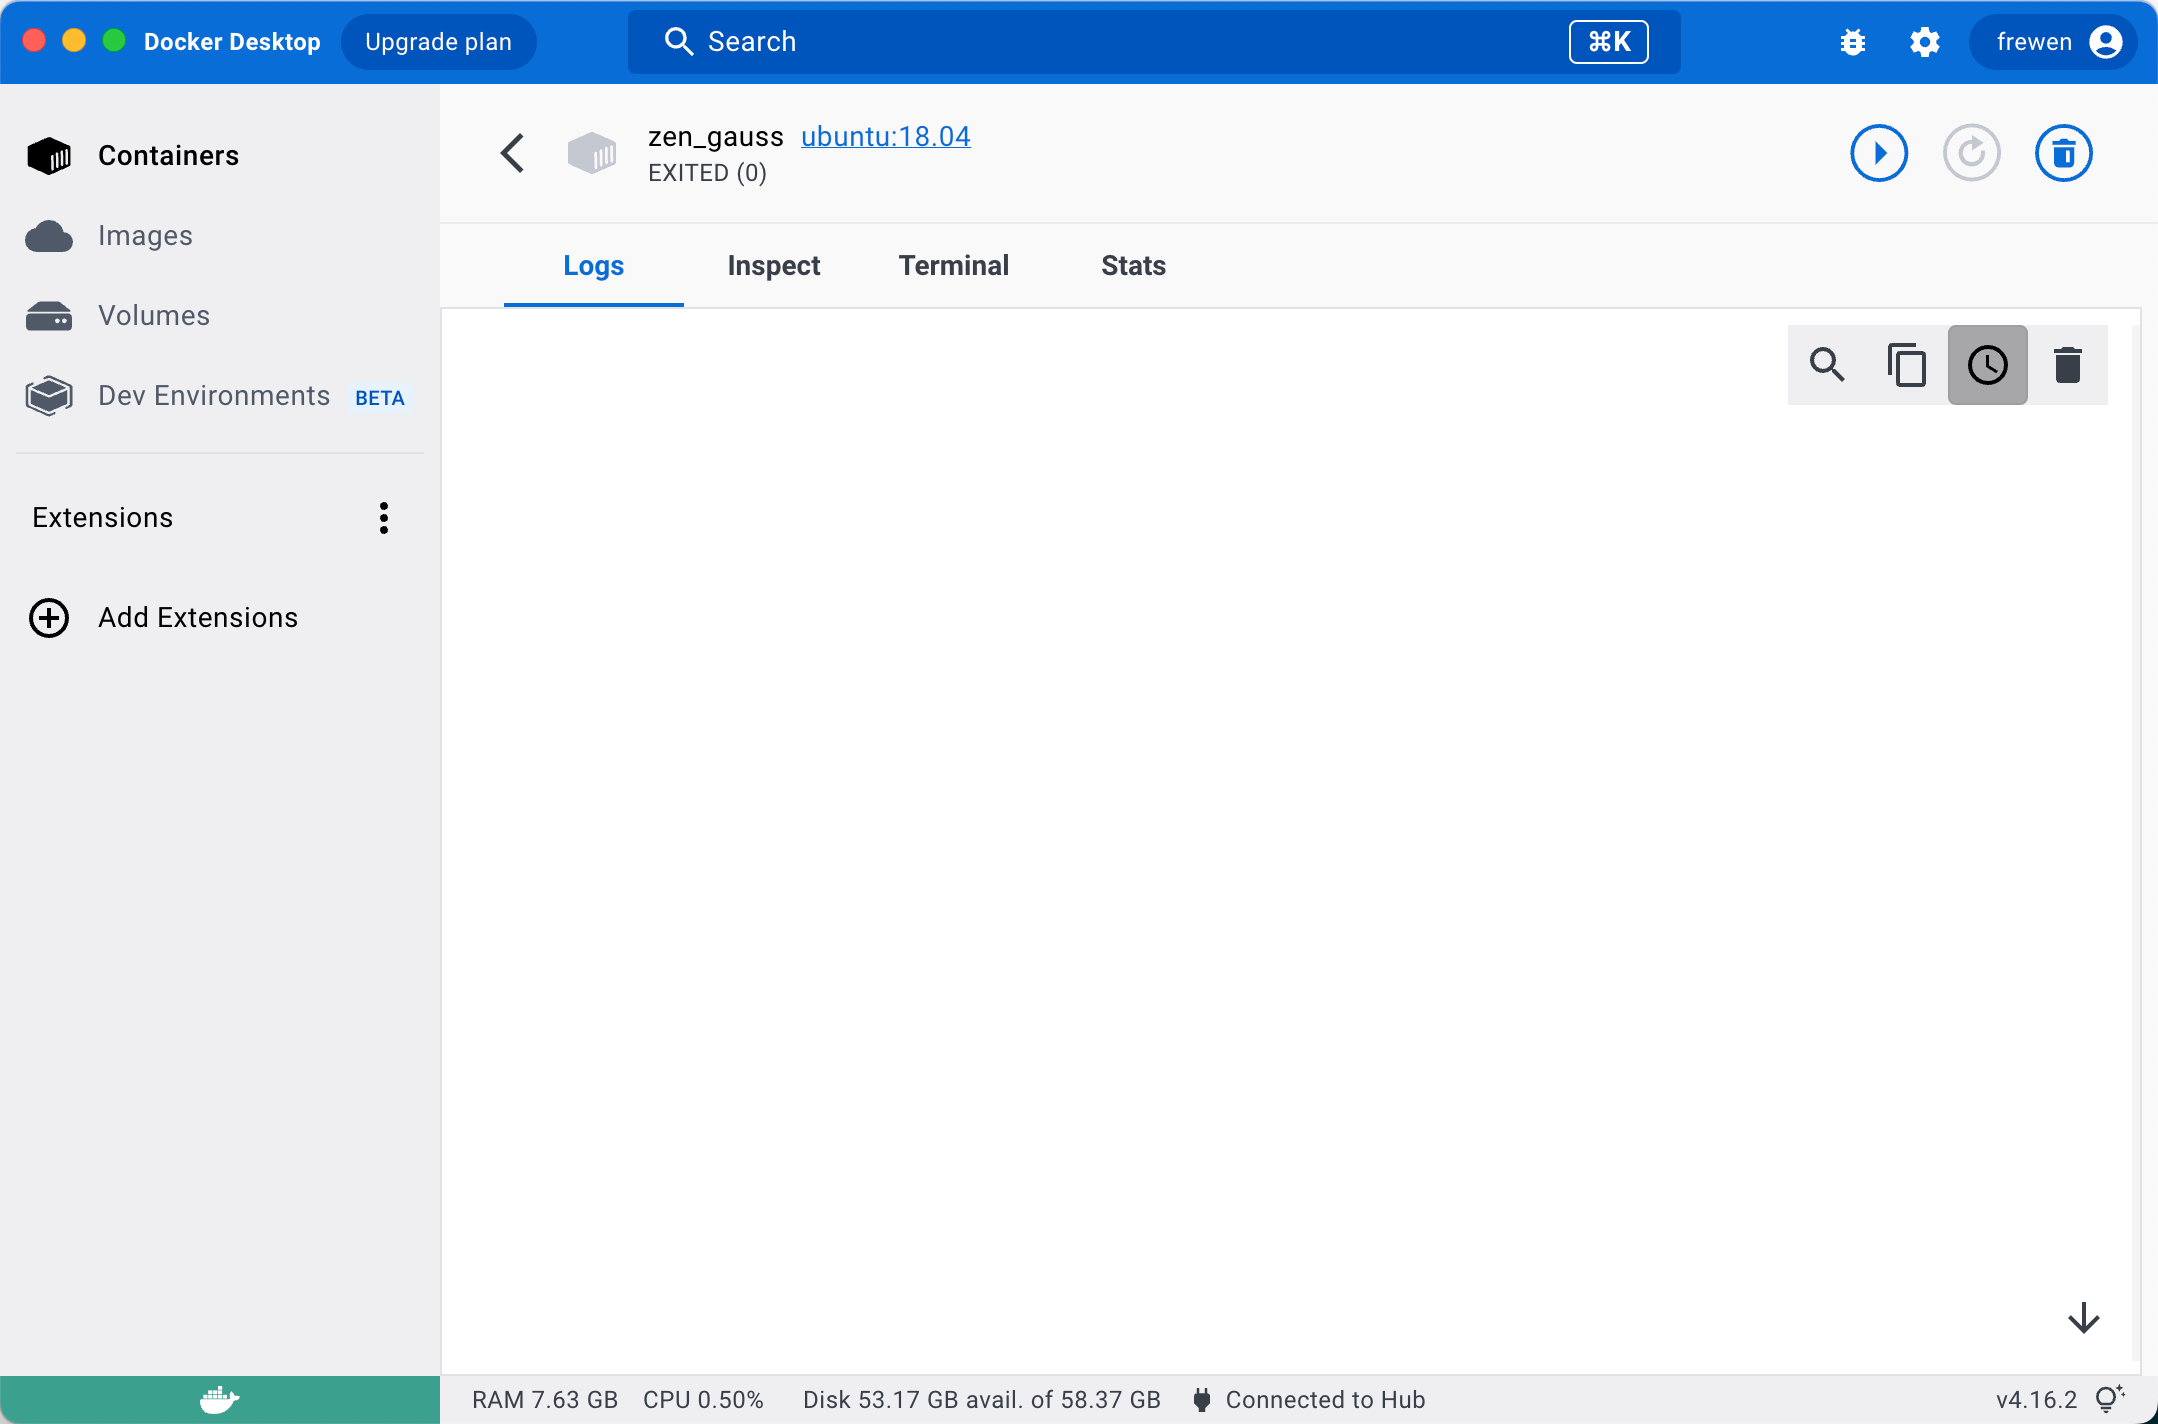 Docker Desktop
Upgrade plan
Search
⌘K
frewen
Containers
Images
Volumes
Dev Environments BETA
Extensions
Add Extensions
zen_gauss ubuntu:18.04
EXITED (0)
Logs Inspect Terminal Stats
RAM 7.63 GB CPU 0.50% Disk 53.17 GB avail. of 58.37 GB Connected to Hub v4.16.2